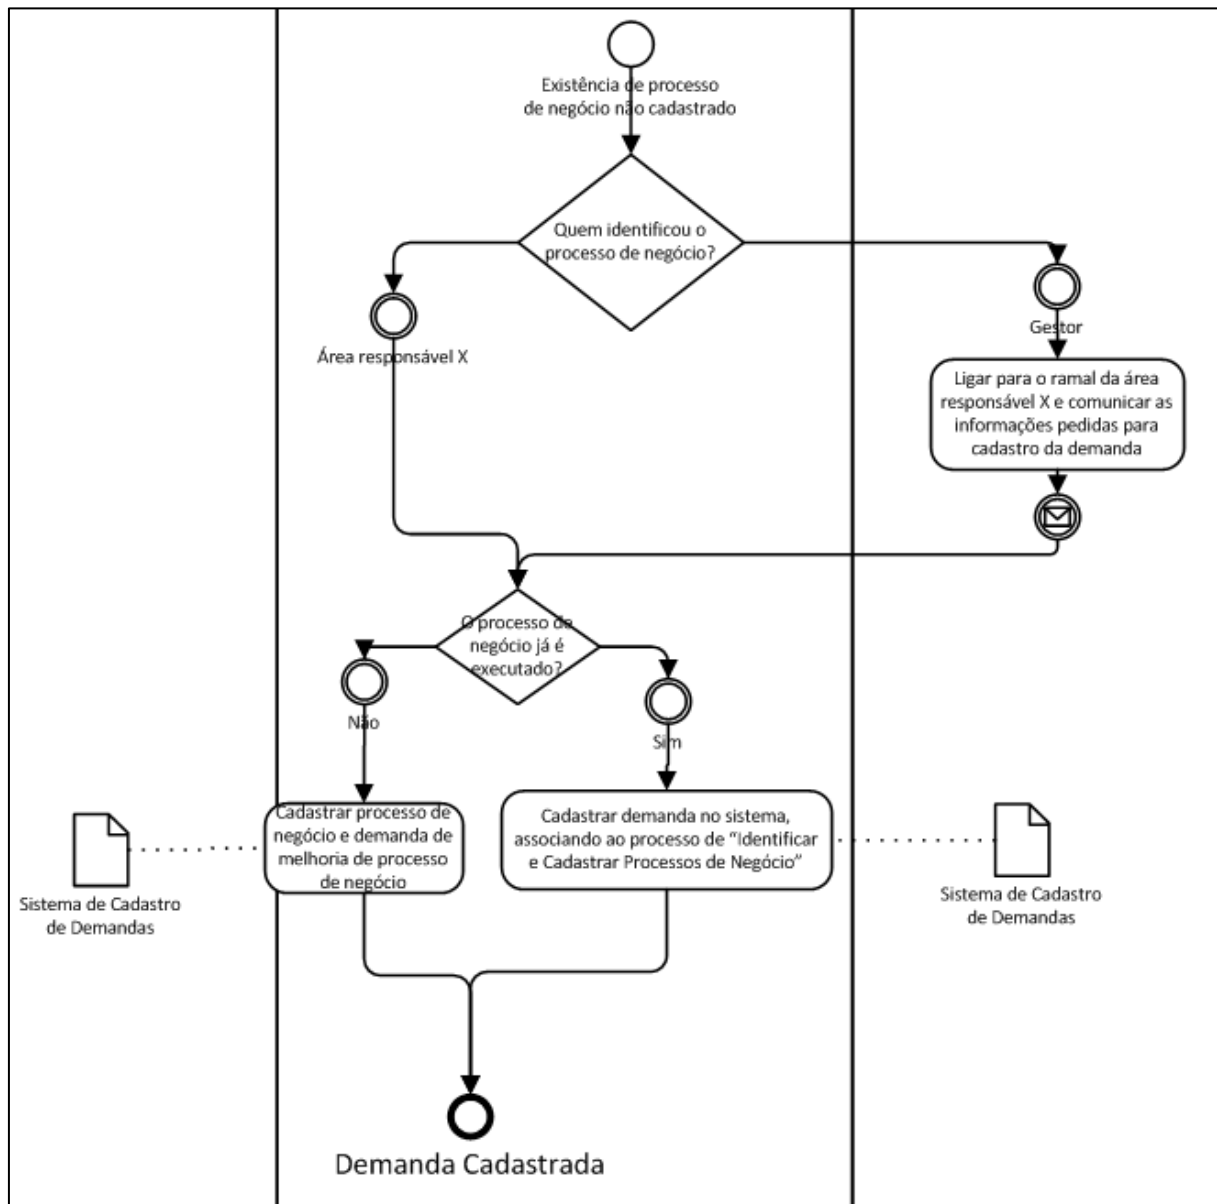 Existência de processo
de negócio não cadastrado
Quem identificou o
processo de negócio?
Área responsável X
Gestor
Ligar para o ramal da área
responsável X e comunicar as
informações pedidas para
cadastro da demanda
O processo de
negócio já é
executado?
Não
Sim
Cadastrar processo de
negócio e demanda de
melhoria de processo
de negócio
Cadastrar demanda no sistema,
associando ao processo de “Identificar
e Cadastrar Processos de Negócio”
Sistema de Cadastro
de Demandas
Sistema de Cadastro
de Demandas
Demanda Cadastrada